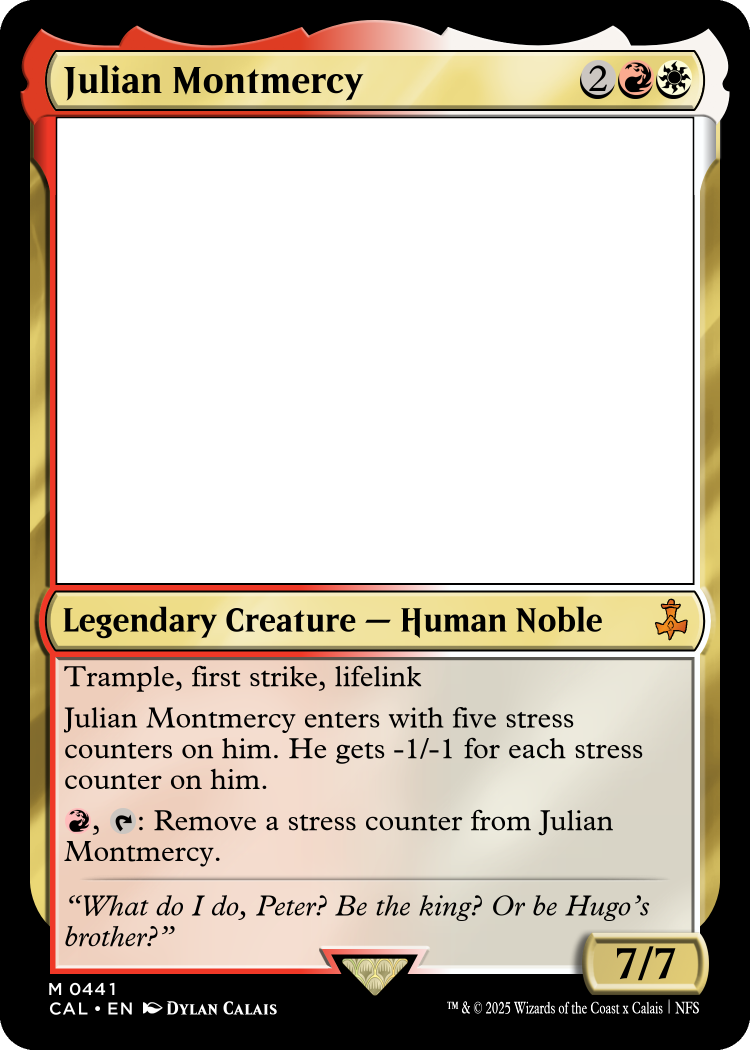 Julian Montmercy 2
Legendary Creature — Human Noble
Trample, first strike, lifelink
Julian Montmercy enters with five stress
counters on him. He gets -1/-1 for each stress
counter on him.
, : Remove a stress counter from Julian
Montmercy.
“What do I do, Peter? Be the king? Or be Hugo’s
brother?”
7/7
M 0441
CAL • EN Dylan Calais
™ & © 2025 Wizards of the Coast x Calais | NFS